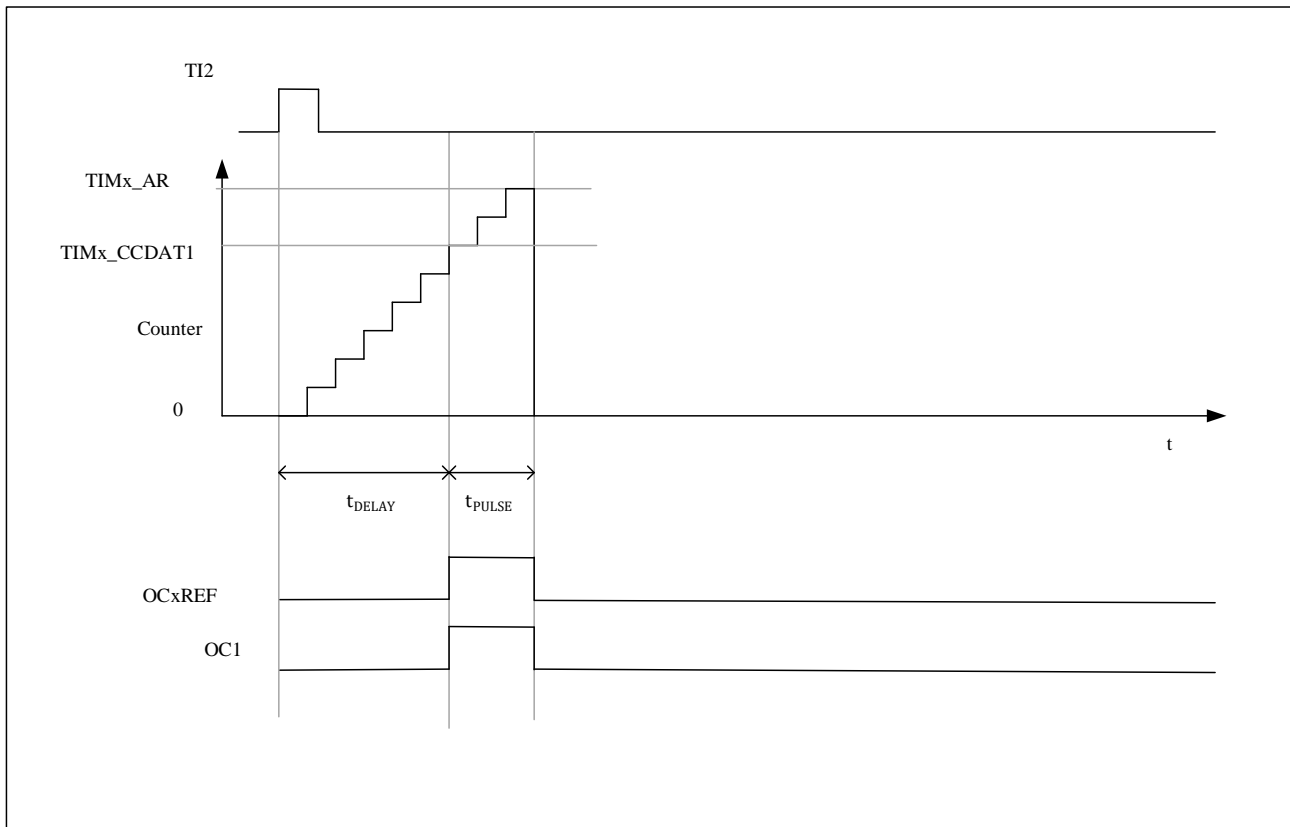 TI2
TIMx_AR
TIMx_CCDAT1
Counter
0
t
tDELAY
tPULSE
OCxREF
OC1